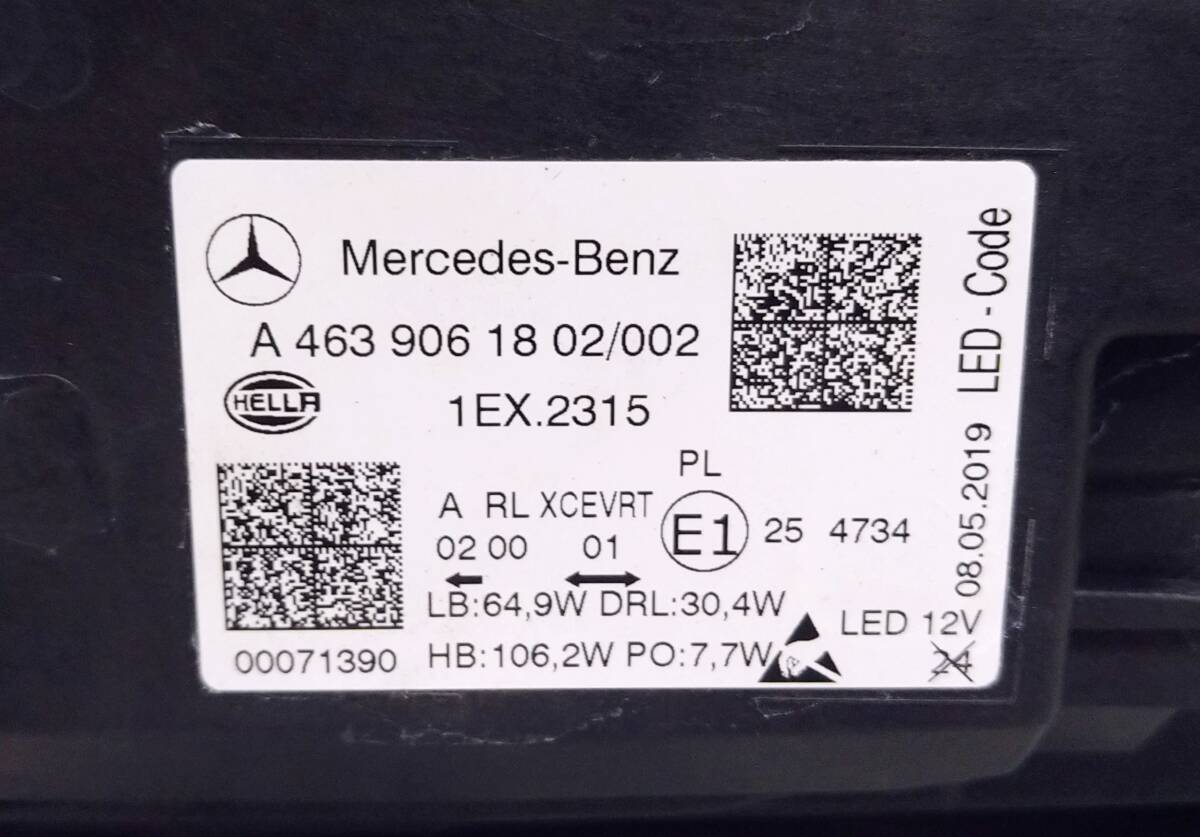 Mercedes-Benz
A 463 906 18 02/002
HELLA
1EX.2315
PL
A RL XCEVRT
E1
25 4734
02 00 01
LB:64,9W DRL:30,4W
HB:106,2W PO:7,7W
00071390
LED 12V
24
08.05.2019 LED - Code